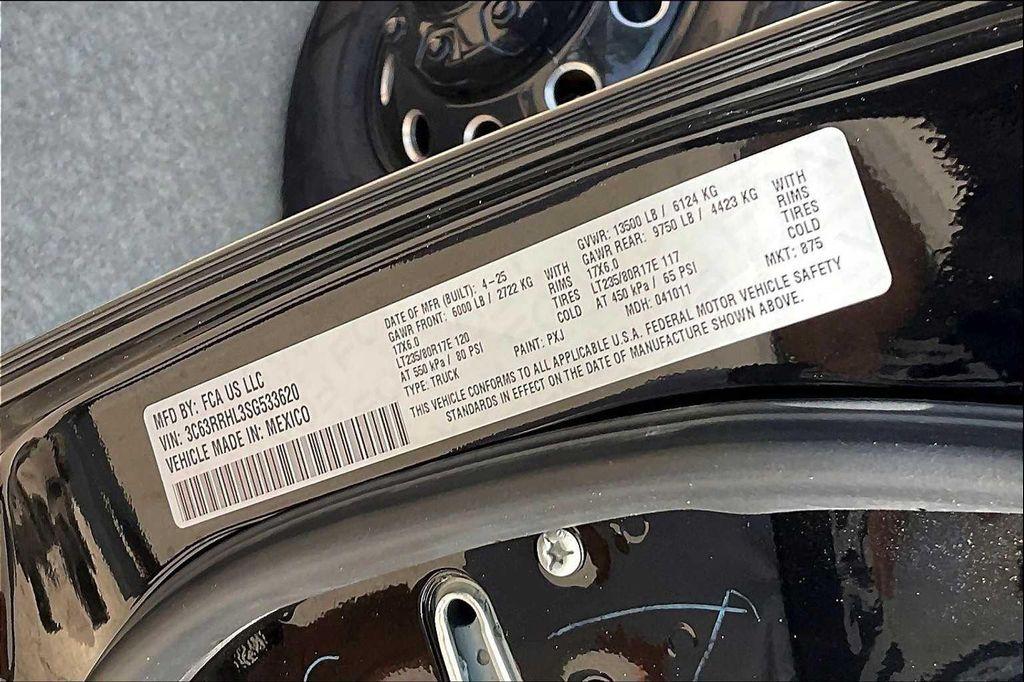 MFD BY: FCA US LLC
VIN: 3C63RRHL3SG533620
VEHICLE MADE IN: MEXICO
DATE OF MFR (BUILT): 4-25
GAWR FRONT: 6000 LB / 2722 KG
17X6.0
LT235/80R17E 120
AT 550 kPa / 80 PSI
TYPE: TRUCK
WITH
RIMS
TIRES
COLD
PAINT: PXJ
GVWR: 13500 LB / 6124 KG
GAWR REAR: 9750 LB / 4423 KG
17X6.0
LT235/80R17E 117
AT 450 kPa / 65 PSI
MDH: 041011
WITH
RIMS
TIRES
COLD
MKT: 875
THIS VEHICLE CONFORMS TO ALL APPLICABLE U.S.A. FEDERAL MOTOR VEHICLE SAFETY
STANDARDS IN EFFECT ON THE DATE OF MANUFACTURE SHOWN ABOVE.